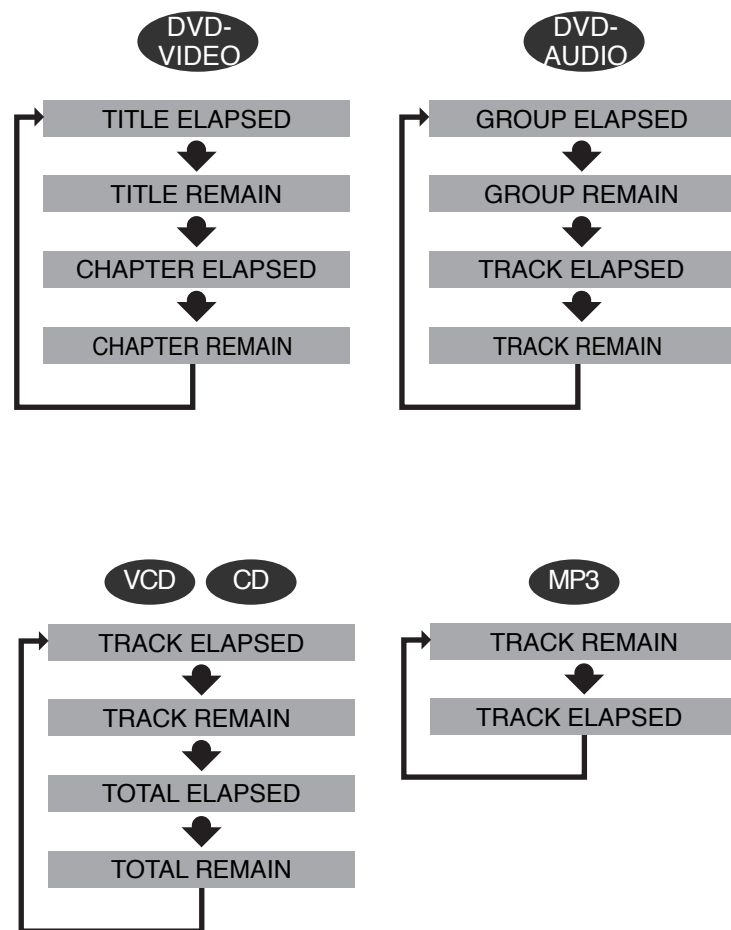 DVD-
VIDEO
TITLE ELAPSED
TITLE REMAIN
CHAPTER ELAPSED
CHAPTER REMAIN
DVD-
AUDIO
GROUP ELAPSED
GROUP REMAIN
TRACK ELAPSED
TRACK REMAIN
VCD CD
TRACK ELAPSED
TRACK REMAIN
TOTAL ELAPSED
TOTAL REMAIN
MP3
TRACK REMAIN
TRACK ELAPSED